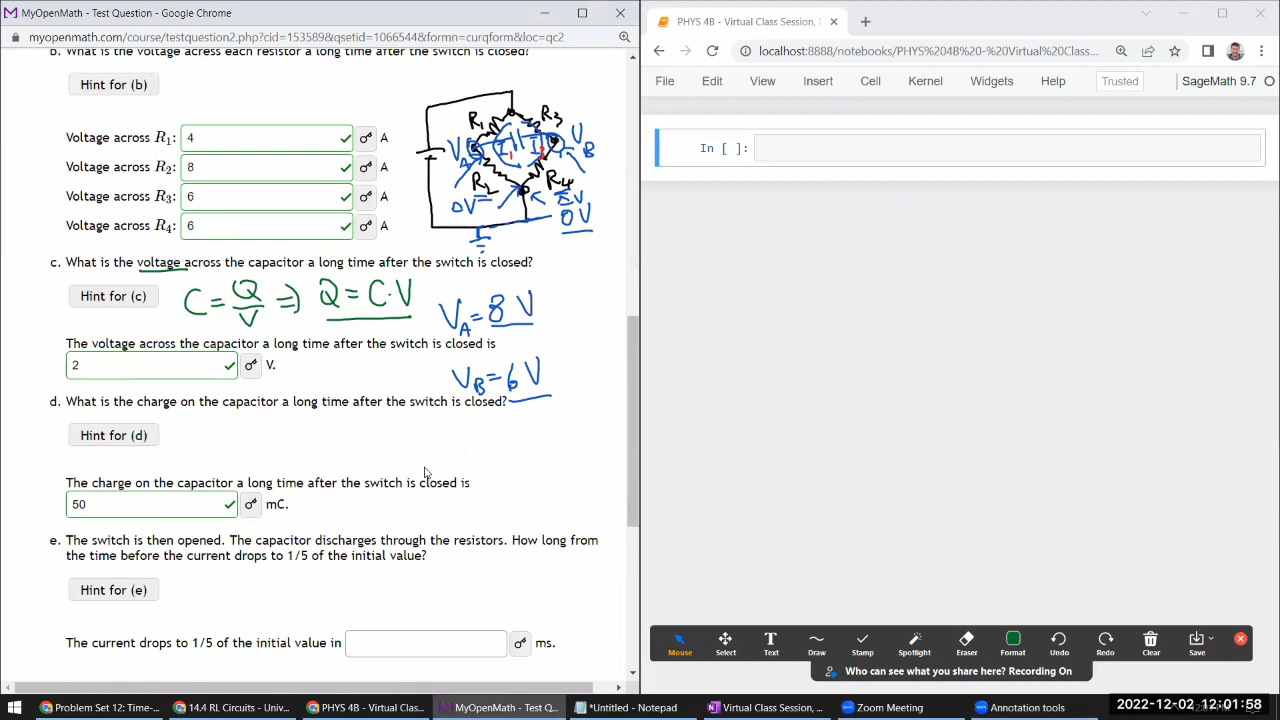 MyOpenMath - Test Question - Google Chrome
myopenmath.com/course/testquestion2.php?cid=153589&qsetid=1066544&formn=curqform&loc=qc2
b. What is the voltage across each resistor a long time after the switch is closed?
Hint for (b)
Voltage across R₁: 4 A
Voltage across R₂: 8 A
Voltage across R₃: 6 A
Voltage across R₄: 6 A
R₁ R₃
V_A V_B
R₂ R₄
0V
0V
c. What is the voltage across the capacitor a long time after the switch is closed?
Hint for (c)
C = Q/V ⇒ Q = C·V
V_A = 8 V
The voltage across the capacitor a long time after the switch is closed is
2 V.
V_B = 6 V
d. What is the charge on the capacitor a long time after the switch is closed?
Hint for (d)
The charge on the capacitor a long time after the switch is closed is
50 mC.
e. The switch is then opened. The capacitor discharges through the resistors. How long from
the time before the current drops to 1/5 of the initial value?
Hint for (e)
The current drops to 1/5 of the initial value in ms.
PHYS 4B - Virtual Class Session,
localhost:8888/notebooks/PHYS%204B%20-%20Virtual%20Class...
File Edit View Insert Cell Kernel Widgets Help Trusted SageMath 9.7
In [ ]:
Mouse Select Text Draw Stamp Spotlight Eraser Format Undo Redo Clear Save
Who can see what you share here? Recording On
Problem Set 12: Time-... 14.4 RL Circuits - Univ... PHYS 4B - Virtual Clas... MyOpenMath - Test Q... *Untitled - Notepad Virtual Class Session, ... Zoom Meeting Annotation tools
2022-12-02 12:01:58